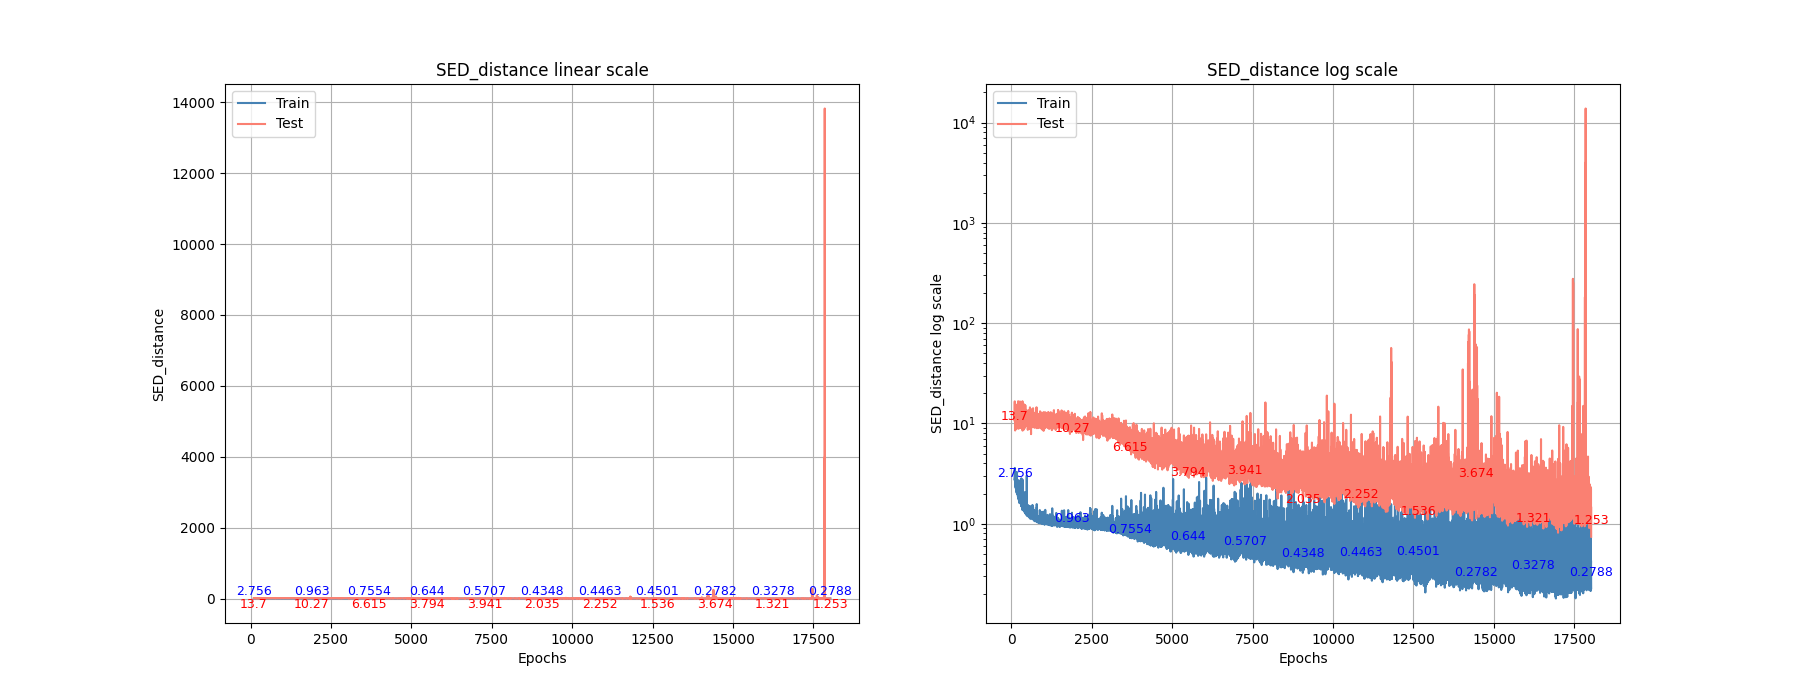 SED_distance linear scale
Train
Test
14000
12000
10000
8000
6000
4000
2000
0
SED_distance
2.756 0.963 0.7554 0.644 0.5707 0.4348 0.4463 0.4501 0.2782 0.3278 0.2788
13.7 10.27 6.615 3.794 3.941 2.035 2.252 1.536 3.674 1.321 1.253
0 2500 5000 7500 10000 12500 15000 17500
Epochs
SED_distance log scale
Train
Test
10^4
10^3
10^2
10^1
10^0
SED_distance log scale
13.7 10.27 6.615 3.794 3.941 2.035 2.252 1.536 3.674 1.321 1.253
2.756 0.963 0.7554 0.644 0.5707 0.4348 0.4463 0.4501 0.2782 0.3278 0.2788
0 2500 5000 7500 10000 12500 15000 17500
Epochs